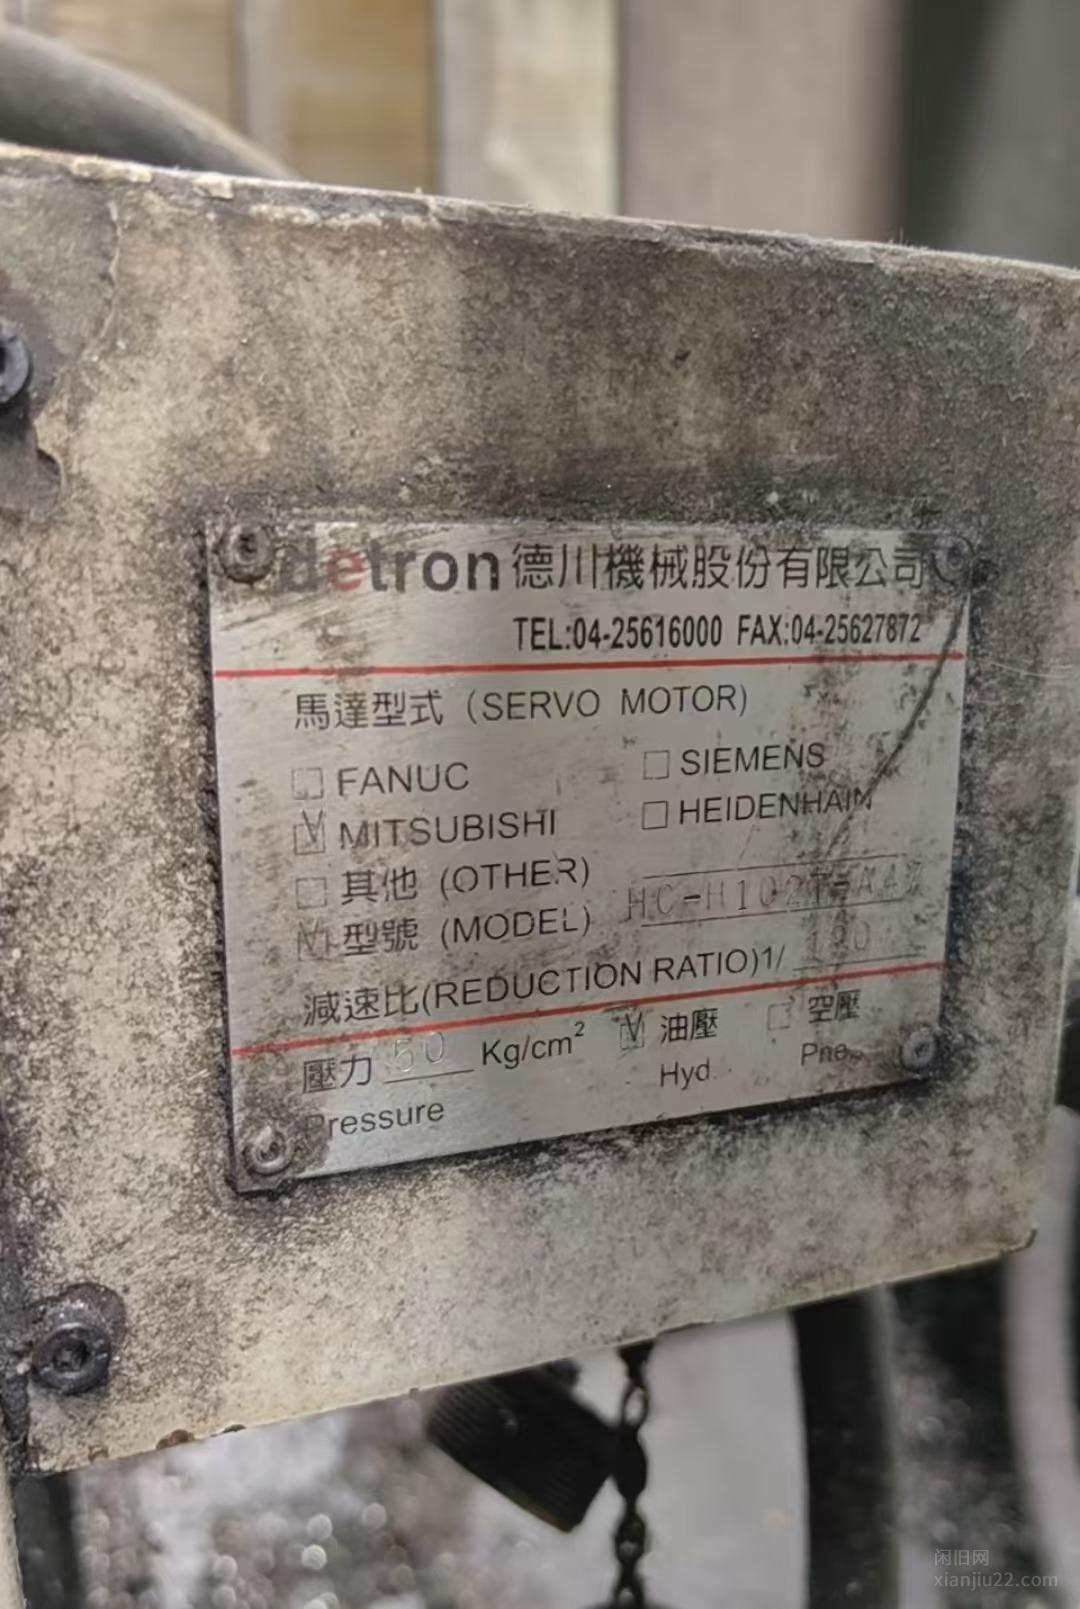 detron 德川機械股份有限公司
TEL:04-25616000 FAX:04-25627872
馬達型式 (SERVO MOTOR)
FANUC SIEMENS
MITSUBISHI HEIDENHAIN
其他 (OTHER)
型號 (MODEL)
減速比(REDUCTION RATIO)1/
壓力 60 Kg/cm² 油壓 空壓
Pressure Hyd. Pne.
闲旧网
xianjiu22.com